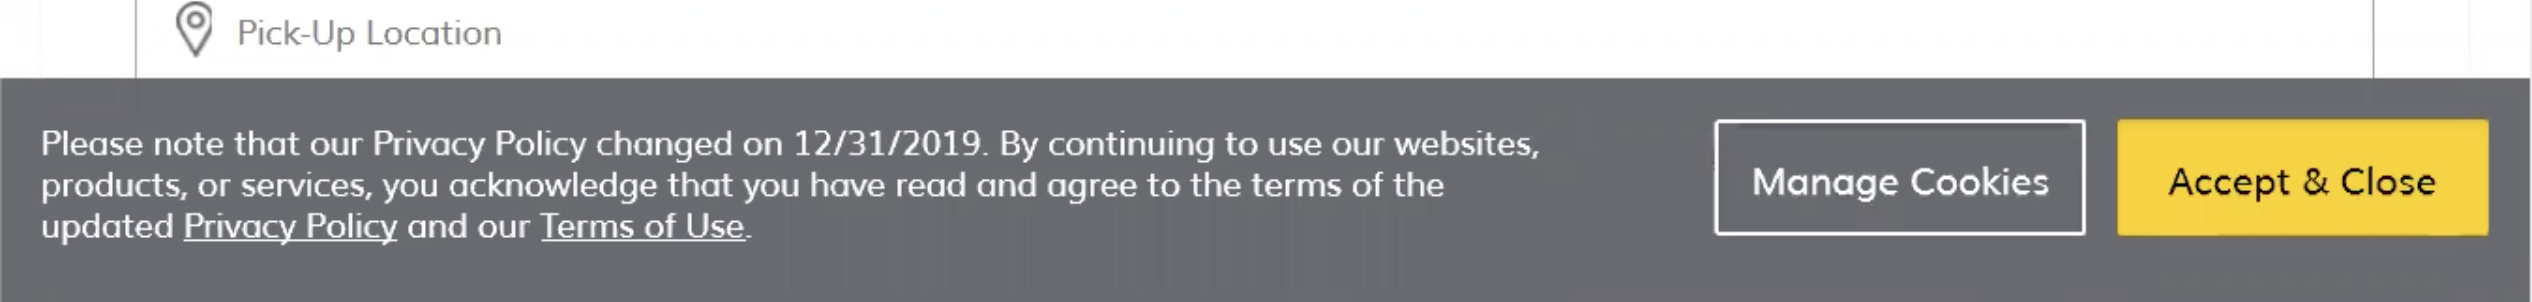 Pick-Up Location
Please note that our Privacy Policy changed on 12/31/2019. By continuing to use our websites,
products, or services, you acknowledge that you have read and agree to the terms of the
updated Privacy Policy and our Terms of Use.
Manage Cookies
Accept & Close